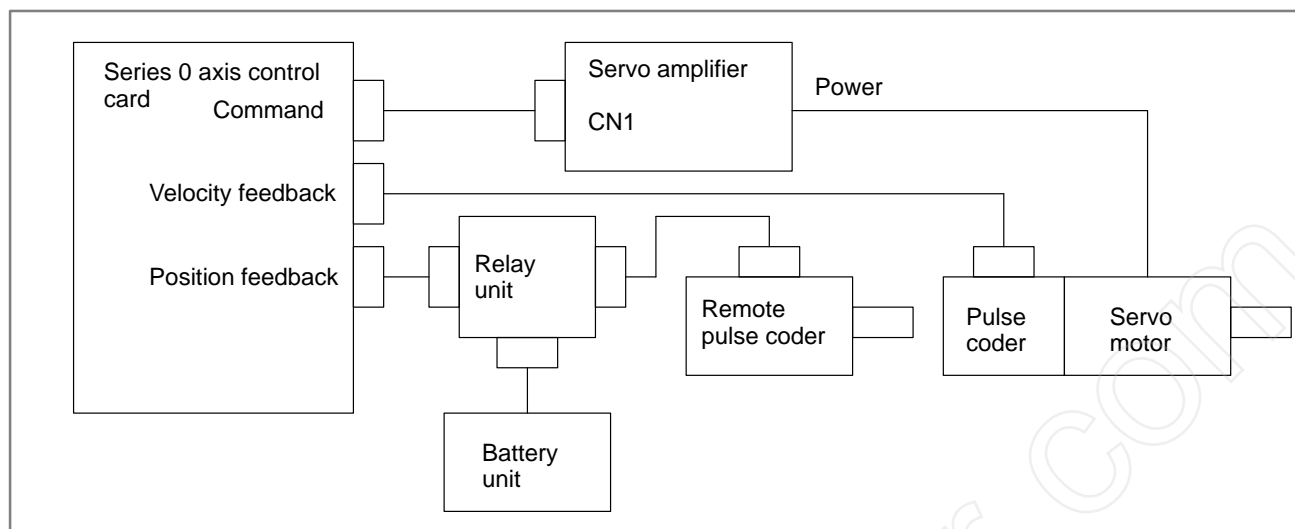 Series 0 axis control
card
Command
Servo amplifier
CN1
Power
Velocity feedback
Position feedback
Relay
unit
Remote
pulse coder
Pulse
coder
Servo
motor
Battery
unit
com